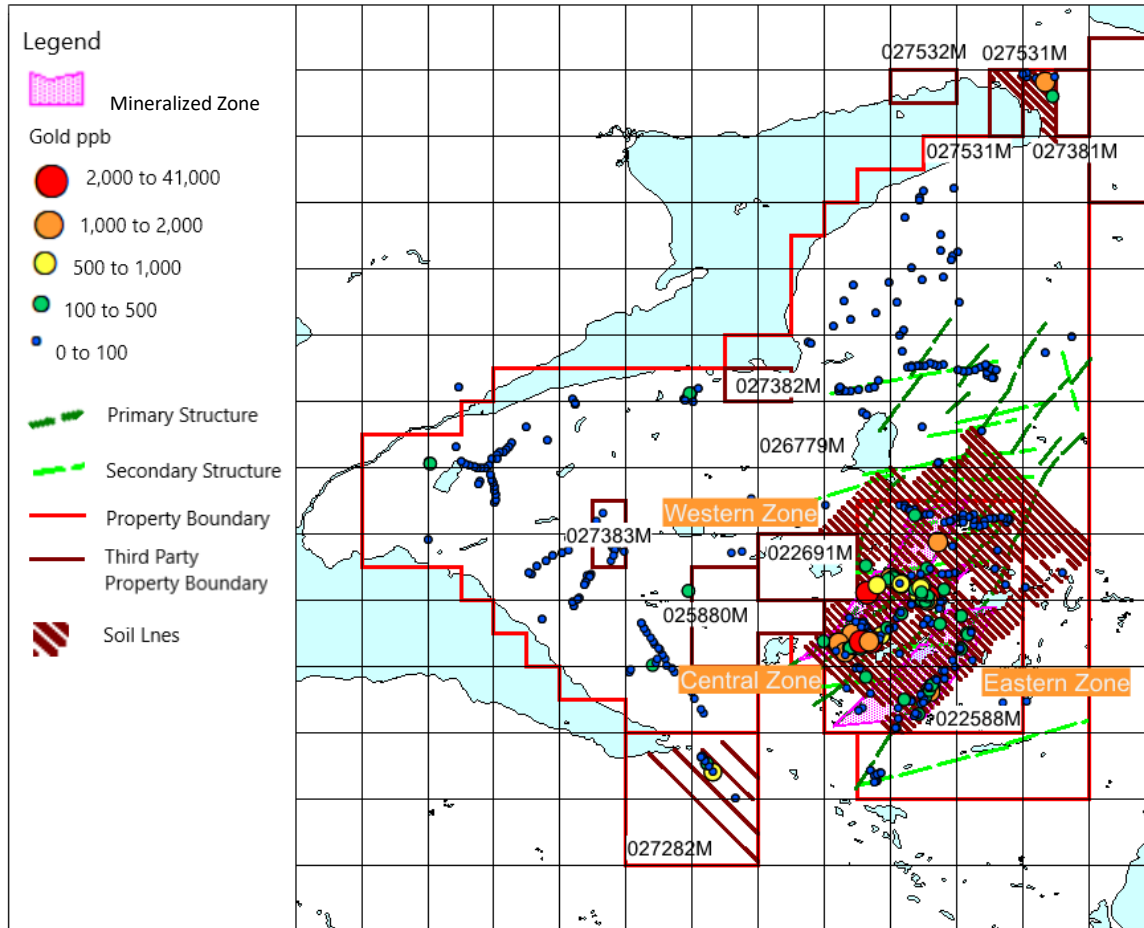 Legend
Mineralized Zone
Gold ppb
2,000 to 41,000
1,000 to 2,000
500 to 1,000
100 to 500
0 to 100
Primary Structure
Secondary Structure
Property Boundary
Third Party
Property Boundary
Soil Lnes
027532M
027531M
027531M
027381M
027382M
026779M
Western Zone
027383M
022691M
025880M
Central Zone
Eastern Zone
022588M
027282M